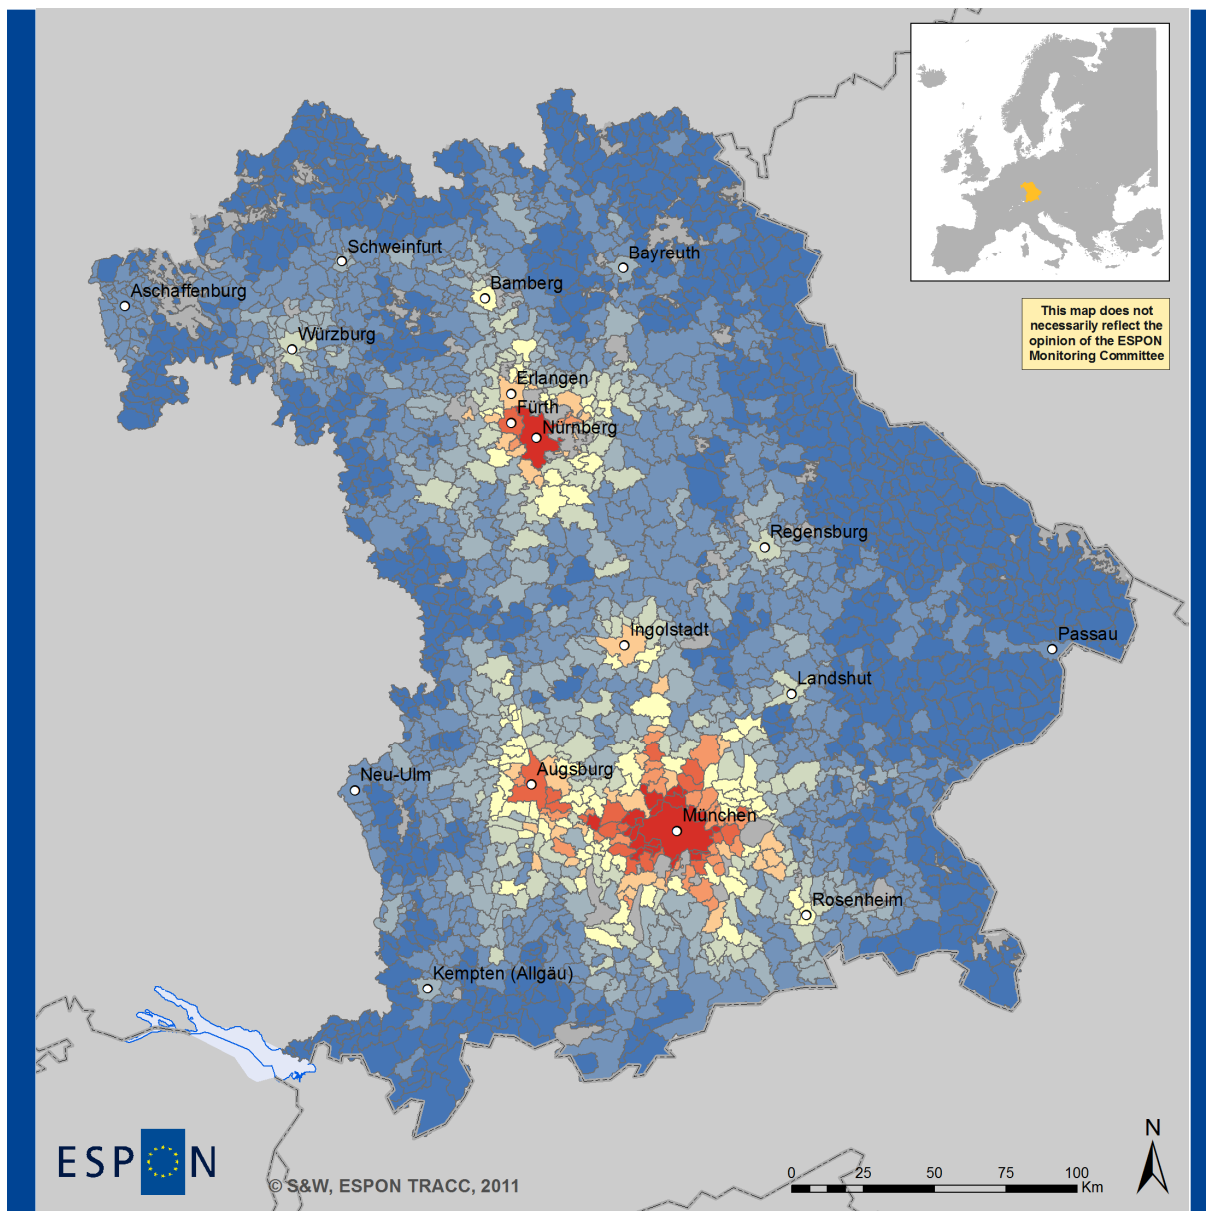 This map does not
necessarily reflect the
opinion of the ESPON
Monitoring Committee
Schweinfurt
Bayreuth
Aschaffenburg
Bamberg
Würzburg
Erlangen
Fürth
Nürnberg
Regensburg
Ingolstadt
Passau
Landshut
Augsburg
Neu-Ulm
München
Rosenheim
Kempten (Allgäu)
ESPON
© S&W, ESPON TRACC, 2011
0 25 50 75 100
Km
N